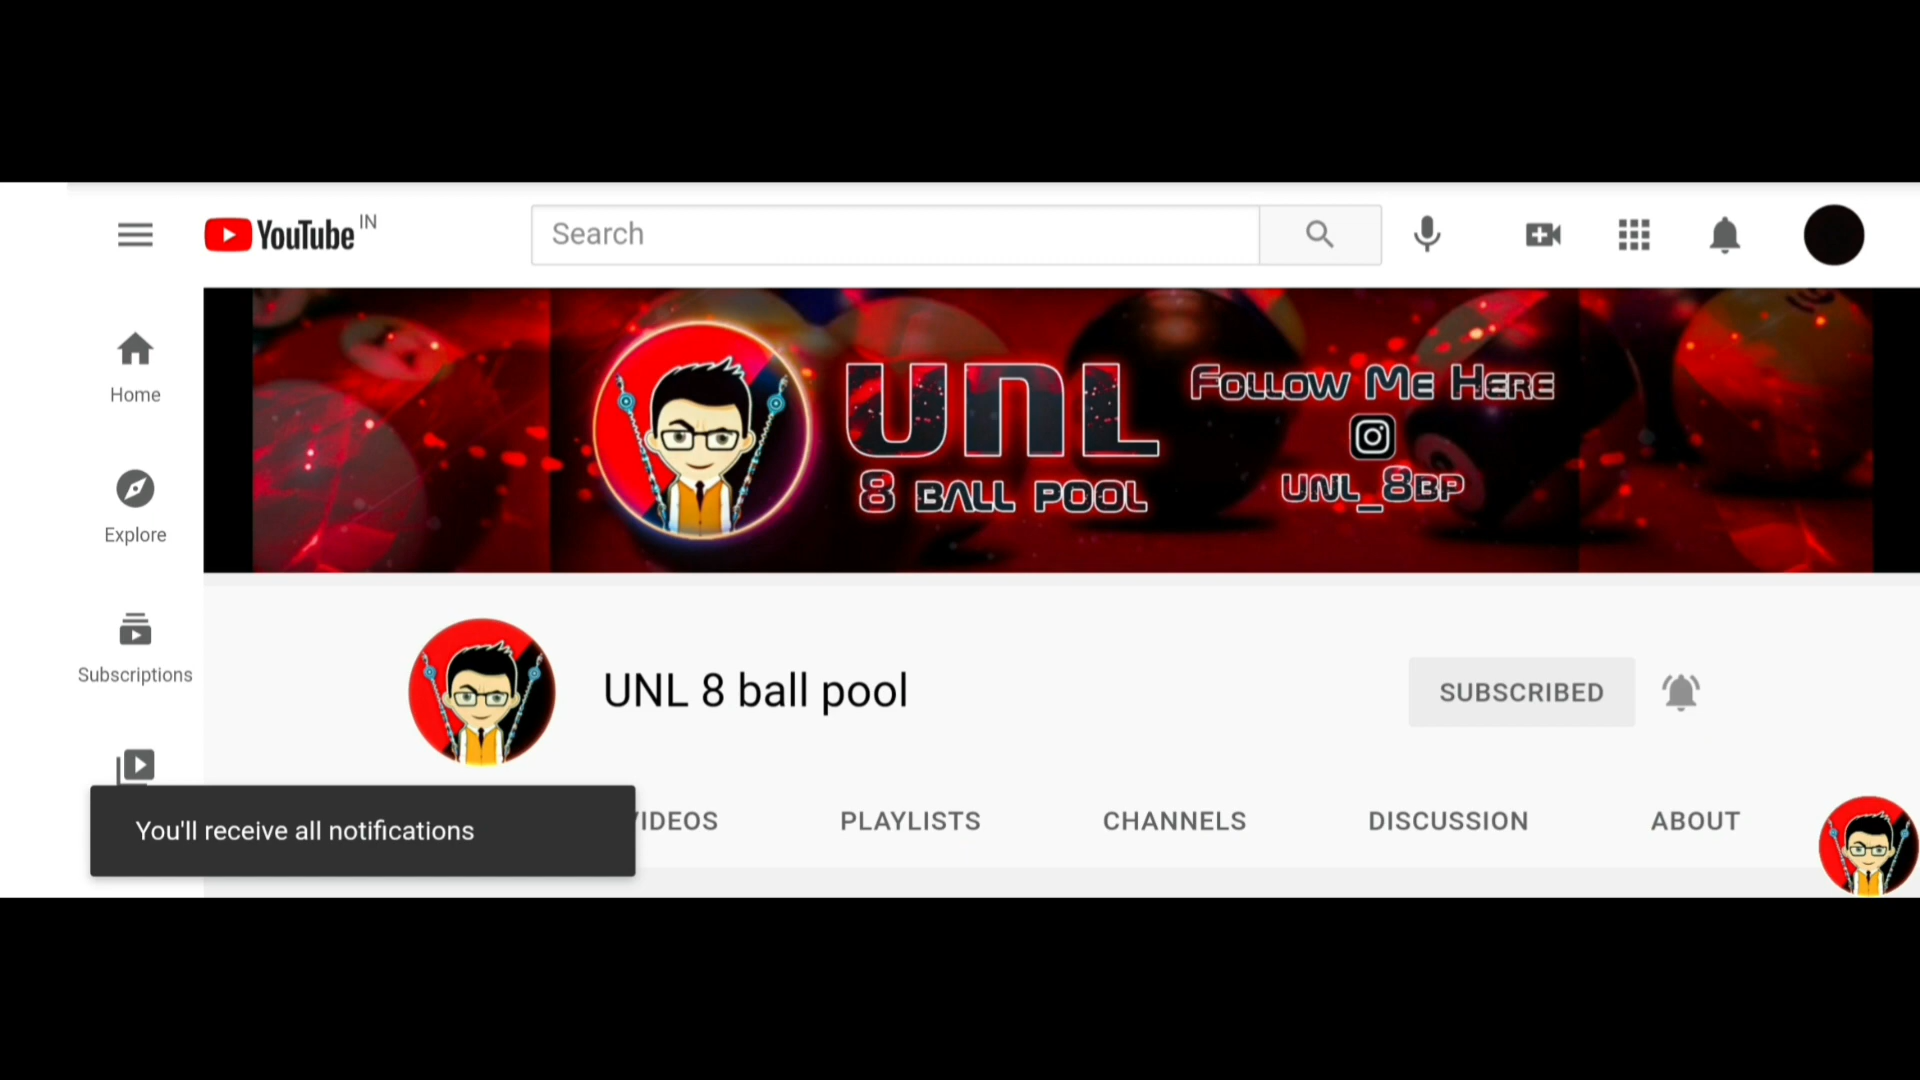 YouTube IN
Search
Home
Explore
Subscriptions
UNL
8 BALL POOL
FOLLOW ME HERE
UNL_8BP
UNL 8 ball pool
SUBSCRIBED
VIDEOS
PLAYLISTS
CHANNELS
DISCUSSION
ABOUT
You'll receive all notifications